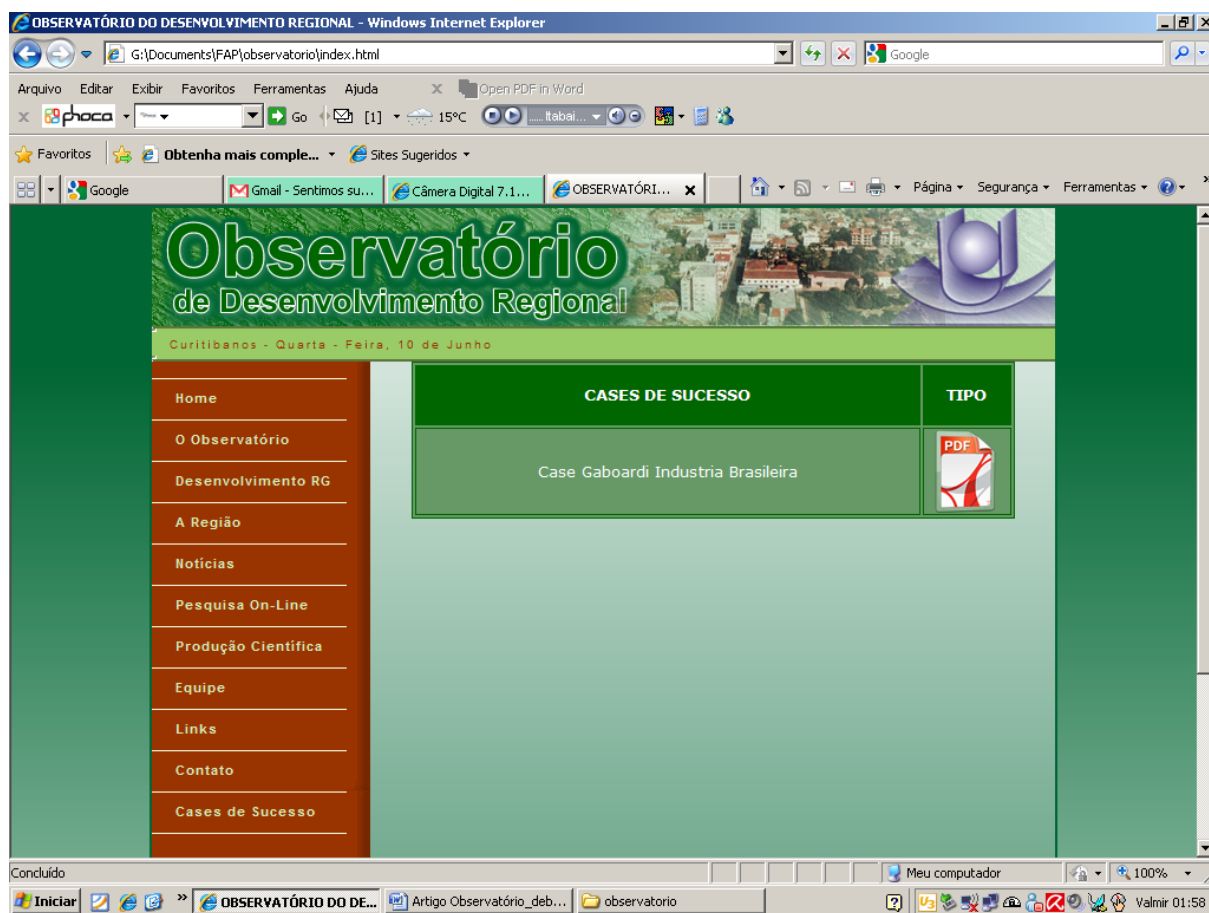 OBSERVATÓRIO DO DESENVOLVIMENTO REGIONAL - Windows Internet Explorer
G:\Documents\FAP\observatorio\index.html
Google
Arquivo Editar Exibir Favoritos Ferramentas Ajuda x Open PDF in Word
x phoca Go [1] 15°C ..... Itabai...
Favoritos Obtenha mais comple... Sites Sugeridos
Google Gmail - Sentimos su... Câmera Digital 7.1... OBSERVATÓRI... x Página Segurança Ferramentas
Observatório
de Desenvolvimento Regional
Curitibanos - Quarta - Feira, 10 de Junho
Home
O Observatório
Desenvolvimento RG
A Região
Notícias
Pesquisa On-Line
Produção Científica
Equipe
Links
Contato
Cases de Sucesso
CASES DE SUCESSO TIPO
Case Gaboardi Industria Brasileira PDF
Concluído Meu computador 100%
Iniciar OBSERVATÓRIO DO DE... Artigo Observatório_deb... observatorio Valmir 01:58